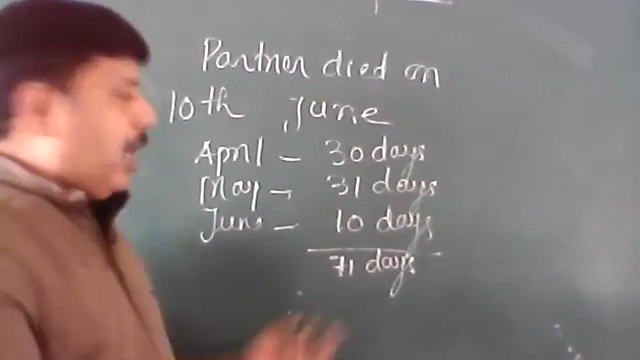 Partner died on
10th June
April – 30 days
May – 31 days
June – 10 days
71 days